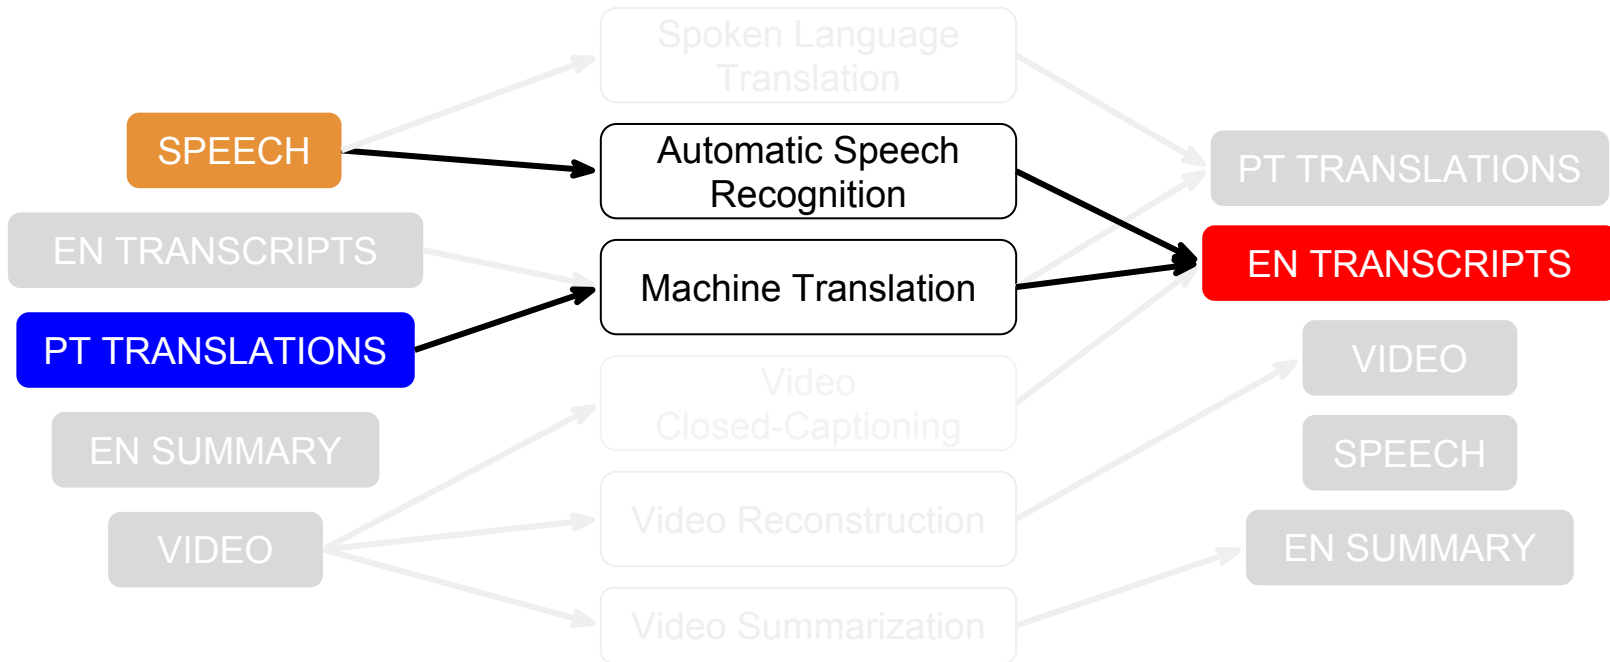 SPEECH
EN TRANSCRIPTS
PT TRANSLATIONS
EN SUMMARY
VIDEO
Spoken Language
Translation
Automatic Speech
Recognition
Machine Translation
Video
Closed-Captioning
Video Reconstruction
Video Summarization
PT TRANSLATIONS
EN TRANSCRIPTS
VIDEO
SPEECH
EN SUMMARY